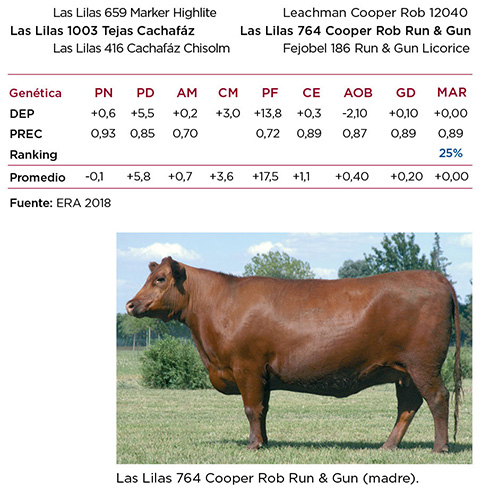 Las Lilas 659 Marker Highlite Leachman Cooper Rob 12040
Las Lilas 1003 Tejas Cachafáz Las Lilas 764 Cooper Rob Run & Gun
Las Lilas 416 Cachafáz Chisolm Fejobel 186 Run & Gun Licorice
Genética PN PD AM CM PF CE AOB GD MAR
DEP +0,6 +5,5 +0,2 +3,0 +13,8 +0,3 -2,10 +0,10 +0,00
PREC 0,93 0,85 0,70 0,72 0,89 0,87 0,89 0,89
Ranking 25%
Promedio -0,1 +5,8 +0,7 +3,6 +17,5 +1,1 +0,40 +0,20 +0,00
Fuente: ERA 2018
Las Lilas 764 Cooper Rob Run & Gun (madre).